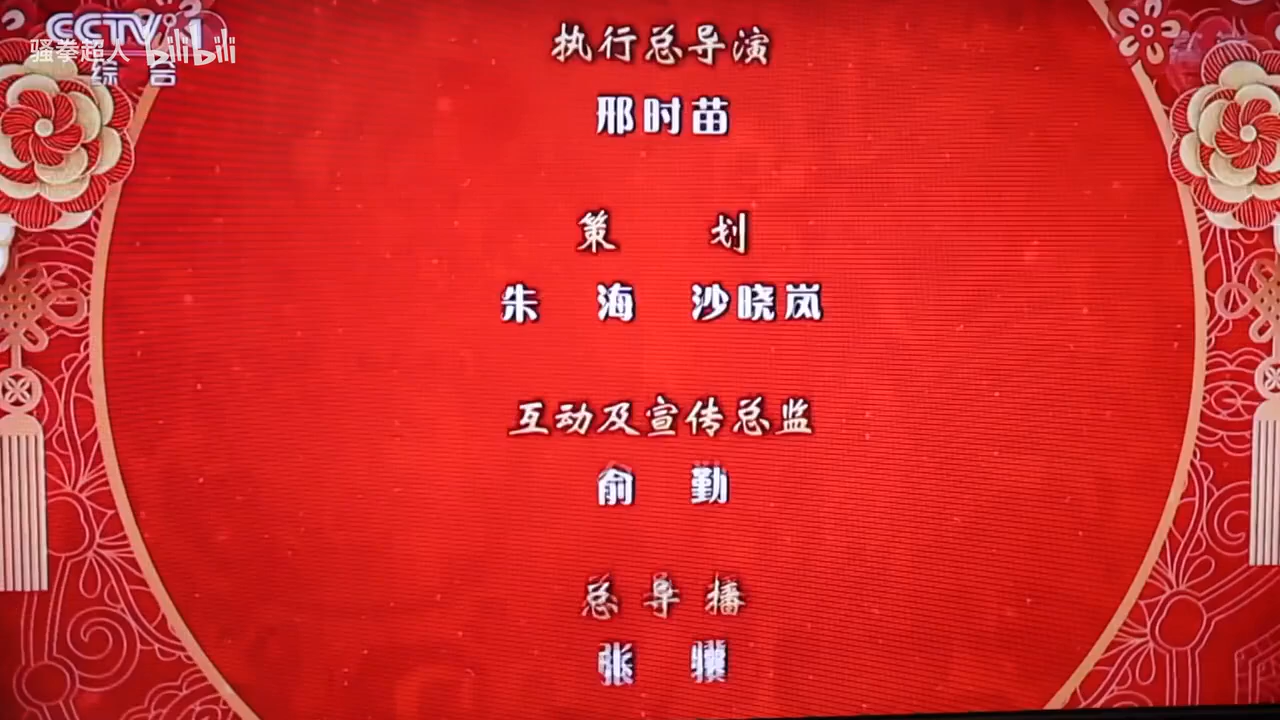 CCTV-1
综合
骚拳超人 bilibili
执行总导演
邢时苗
策 划
朱 海 沙晓岚
互动及宣传总监
俞 勤
总导播
张 骥